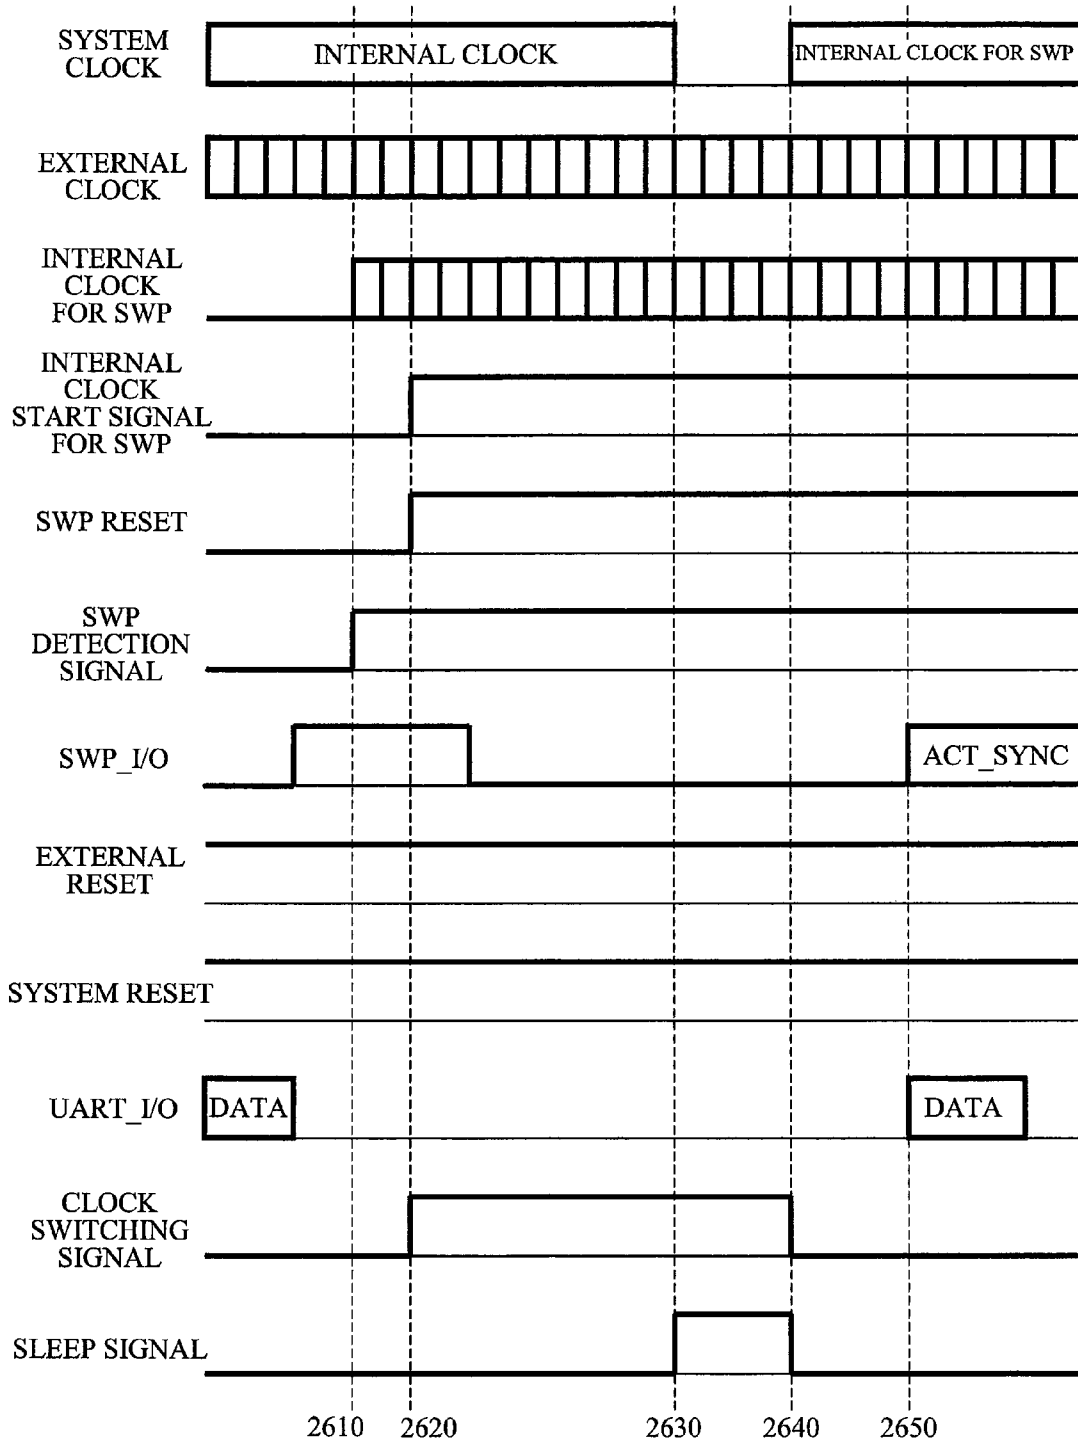 SYSTEM
CLOCK
INTERNAL CLOCK
INTERNAL CLOCK FOR SWP
EXTERNAL
CLOCK
INTERNAL
CLOCK
FOR SWP
INTERNAL
CLOCK
START SIGNAL
FOR SWP
SWP RESET
SWP
DETECTION
SIGNAL
SWP_I/O
ACT_SYNC
EXTERNAL
RESET
SYSTEM RESET
UART_I/O
DATA
DATA
CLOCK
SWITCHING
SIGNAL
SLEEP SIGNAL
2610
2620
2630
2640
2650